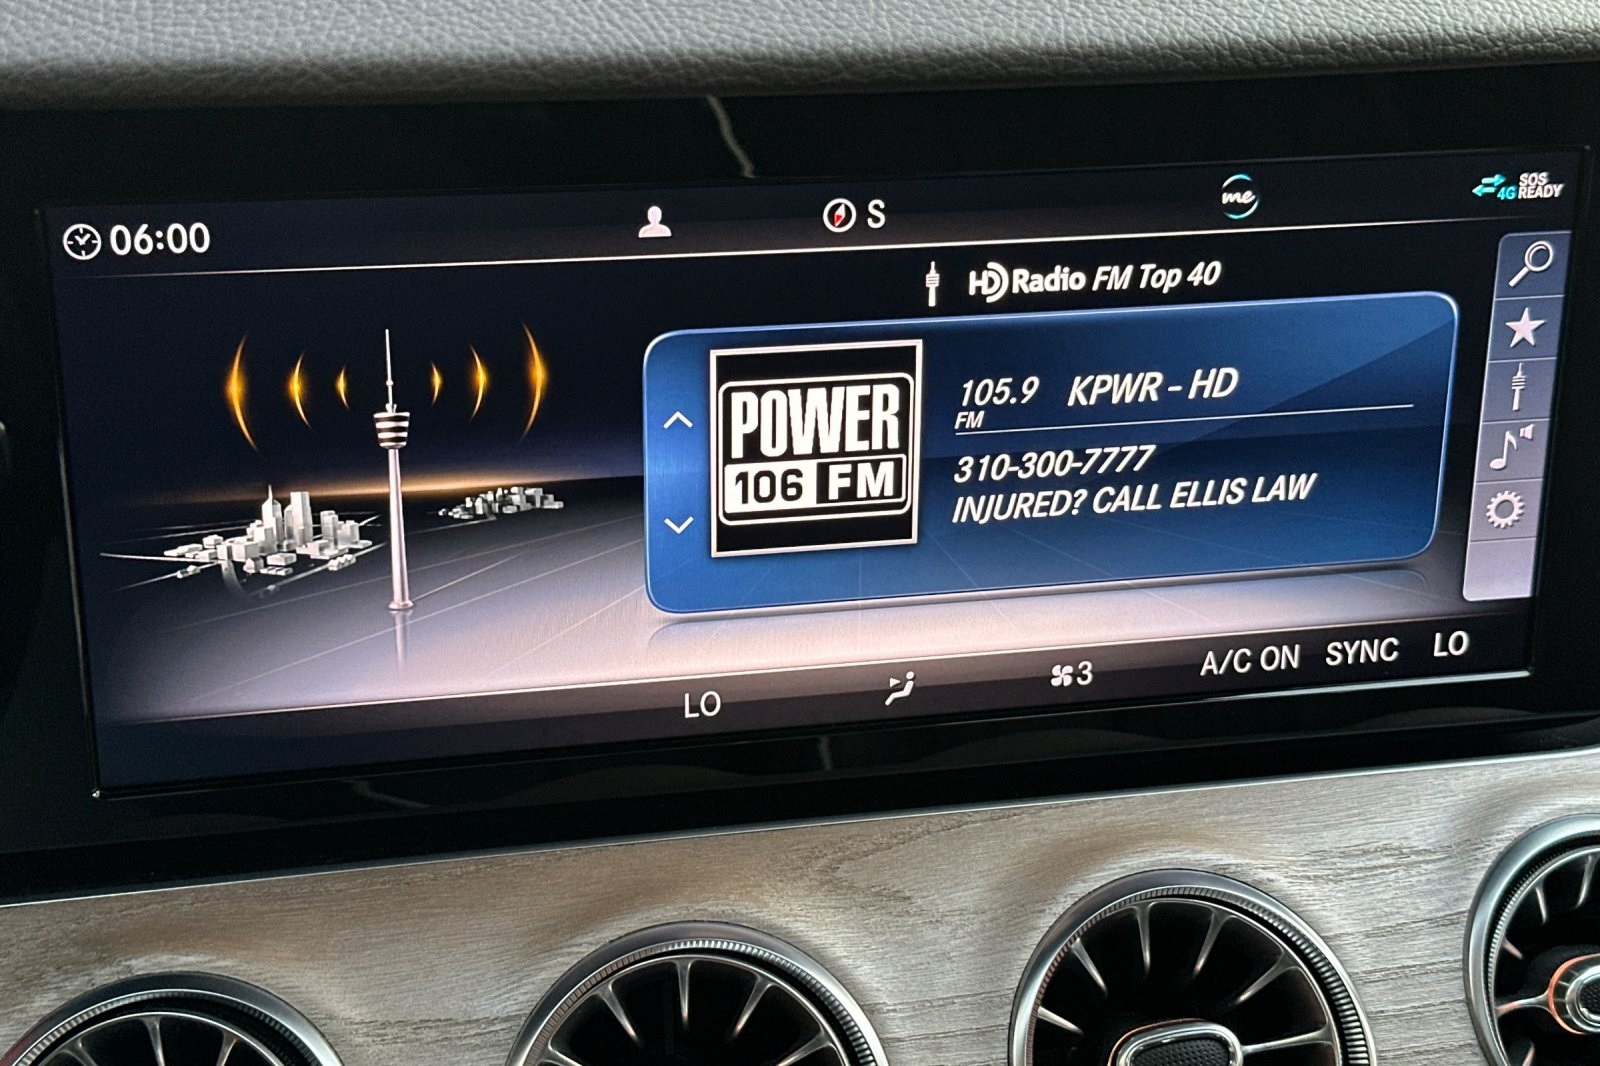 06:00
S
me
4G SOS READY
HD Radio FM Top 40
POWER
106 FM
105.9 KPWR - HD
FM
310-300-7777
INJURED? CALL ELLIS LAW
LO
3
A/C ON SYNC LO